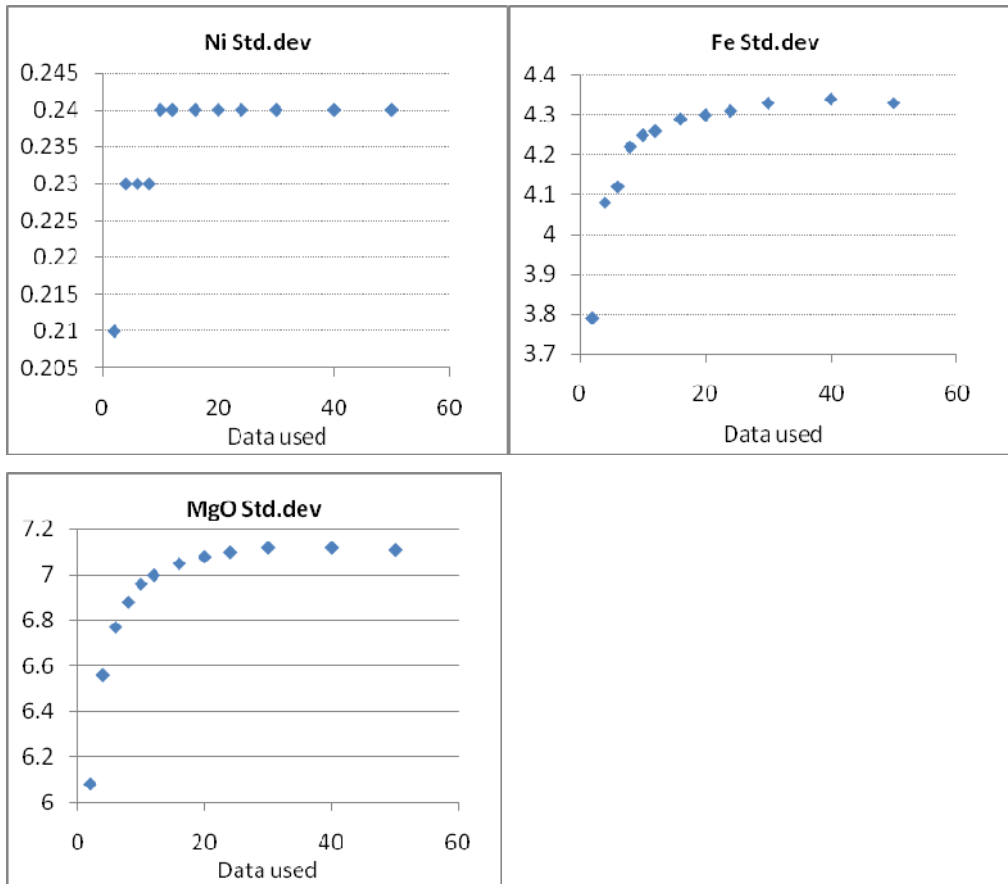 Ni Std.dev
0.245
0.24
0.235
0.23
0.225
0.22
0.215
0.21
0.205
0 20 40 60
Data used
Fe Std.dev
4.4
4.3
4.2
4.1
4
3.9
3.8
3.7
0 20 40 60
Data used
MgO Std.dev
7.2
7
6.8
6.6
6.4
6.2
6
0 20 40 60
Data used